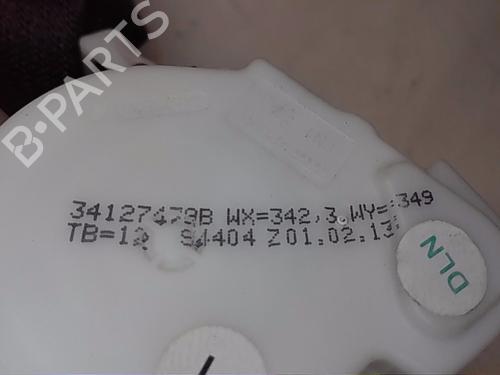 B-PARTS
34127479B WX=342,3 WY=349
TB=12 S4404 Z01.02.13
DLN